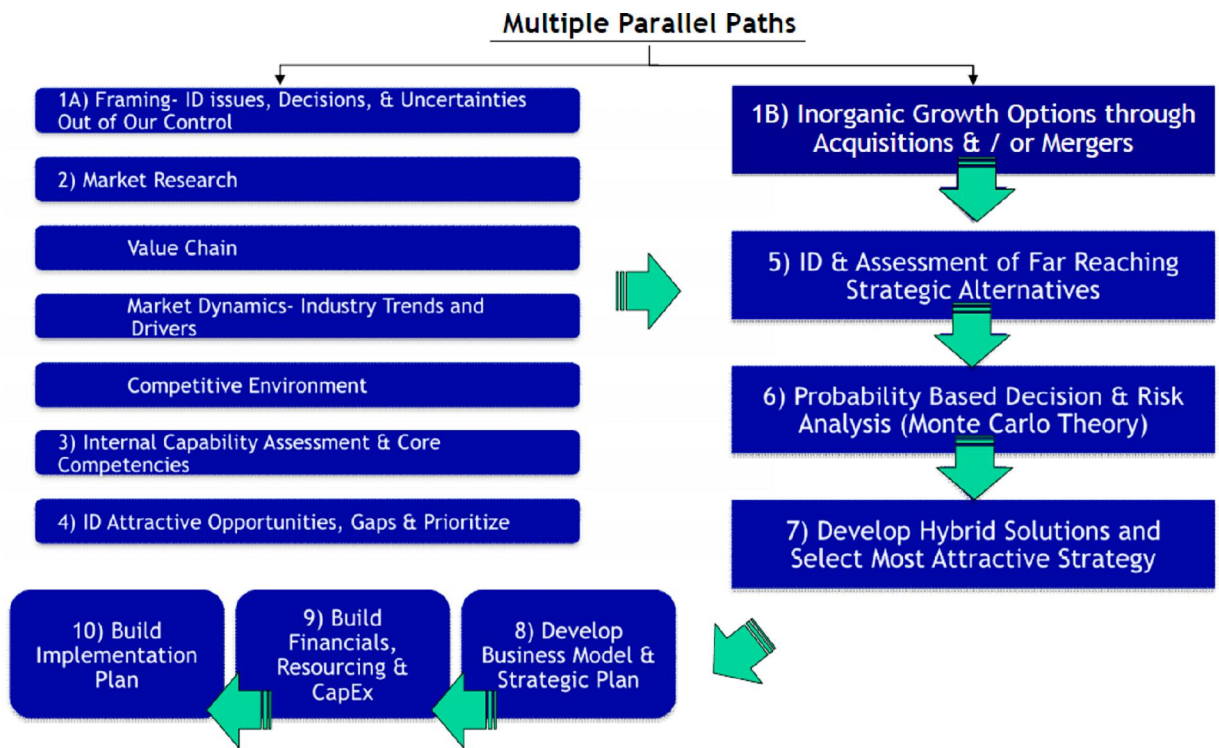 Multiple Parallel Paths
1A) Framing- ID issues, Decisions, & Uncertainties
Out of Our Control
2) Market Research
Value Chain
Market Dynamics- Industry Trends and
Drivers
Competitive Environment
3) Internal Capability Assessment & Core
Competencies
4) ID Attractive Opportunities, Gaps & Prioritize
1B) Inorganic Growth Options through
Acquisitions & / or Mergers
5) ID & Assessment of Far Reaching
Strategic Alternatives
6) Probability Based Decision & Risk
Analysis (Monte Carlo Theory)
7) Develop Hybrid Solutions and
Select Most Attractive Strategy
8) Develop
Business Model &
Strategic Plan
9) Build
Financials,
Resourcing &
CapEx
10) Build
Implementation
Plan